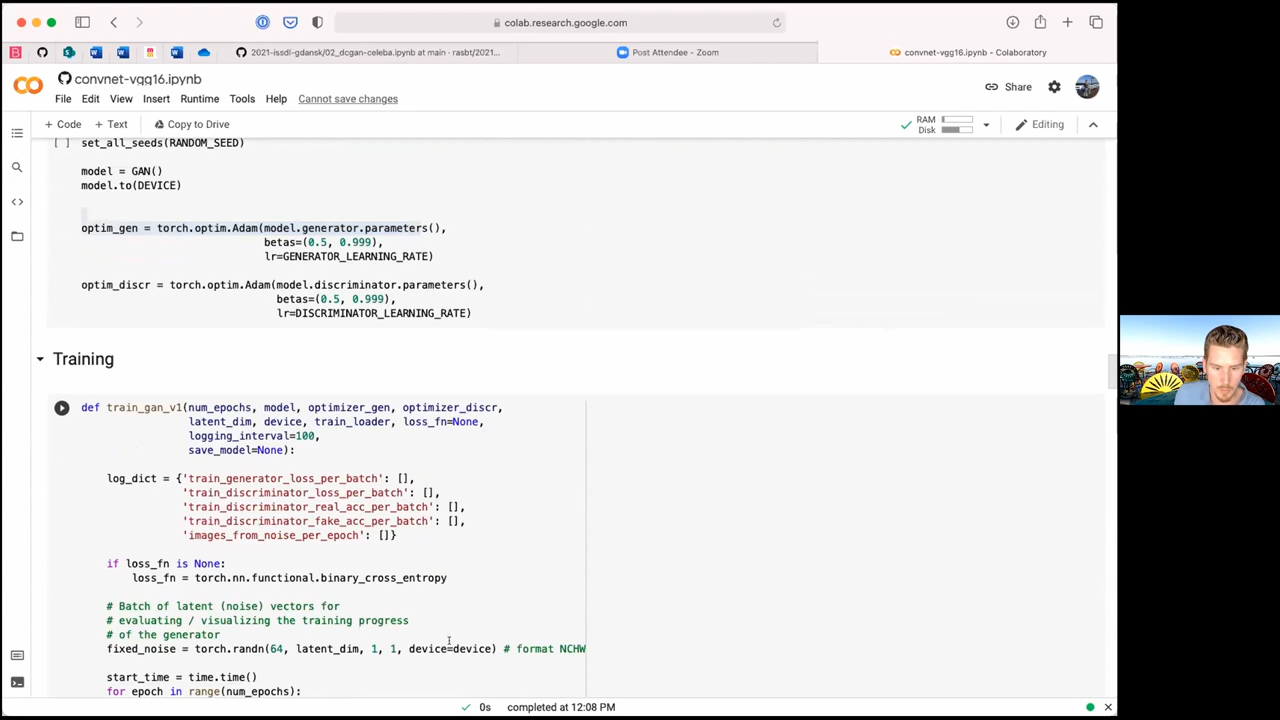 colab.research.google.com
2021-issdl-gdansk/02_dcgan-celeba.ipynb at main · rasbt/2021...
Post Attendee - Zoom
convnet-vgg16.ipynb - Colaboratory
convnet-vgg16.ipynb
File Edit View Insert Runtime Tools Help Cannot save changes
Share
+ Code + Text Copy to Drive
RAM
Disk
Editing
[ ] set_all_seeds(RANDOM_SEED)
model = GAN()
model.to(DEVICE)
optim_gen = torch.optim.Adam(model.generator.parameters(),
betas=(0.5, 0.999),
lr=GENERATOR_LEARNING_RATE)
optim_discr = torch.optim.Adam(model.discriminator.parameters(),
betas=(0.5, 0.999),
lr=DISCRIMINATOR_LEARNING_RATE)
Training
def train_gan_v1(num_epochs, model, optimizer_gen, optimizer_discr,
latent_dim, device, train_loader, loss_fn=None,
logging_interval=100,
save_model=None):
log_dict = {'train_generator_loss_per_batch': [],
'train_discriminator_loss_per_batch': [],
'train_discriminator_real_acc_per_batch': [],
'train_discriminator_fake_acc_per_batch': [],
'images_from_noise_per_epoch': []}
if loss_fn is None:
loss_fn = torch.nn.functional.binary_cross_entropy
# Batch of latent (noise) vectors for
# evaluating / visualizing the training progress
# of the generator
fixed_noise = torch.randn(64, latent_dim, 1, 1, device=device) # format NCHW
start_time = time.time()
for epoch in range(num_epochs):
0s completed at 12:08 PM